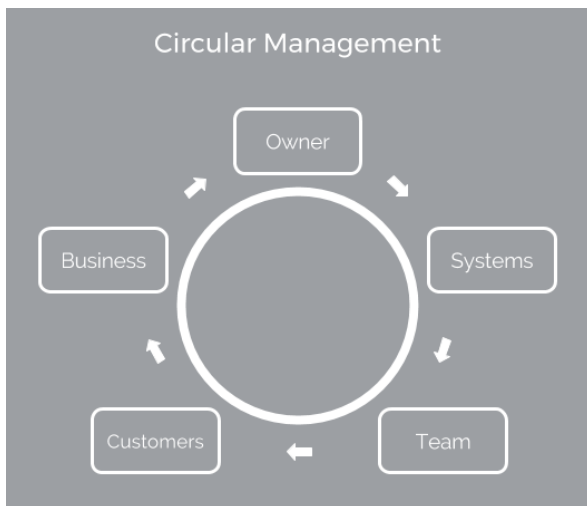 Circular Management
Owner
Systems
Team
Customers
Business